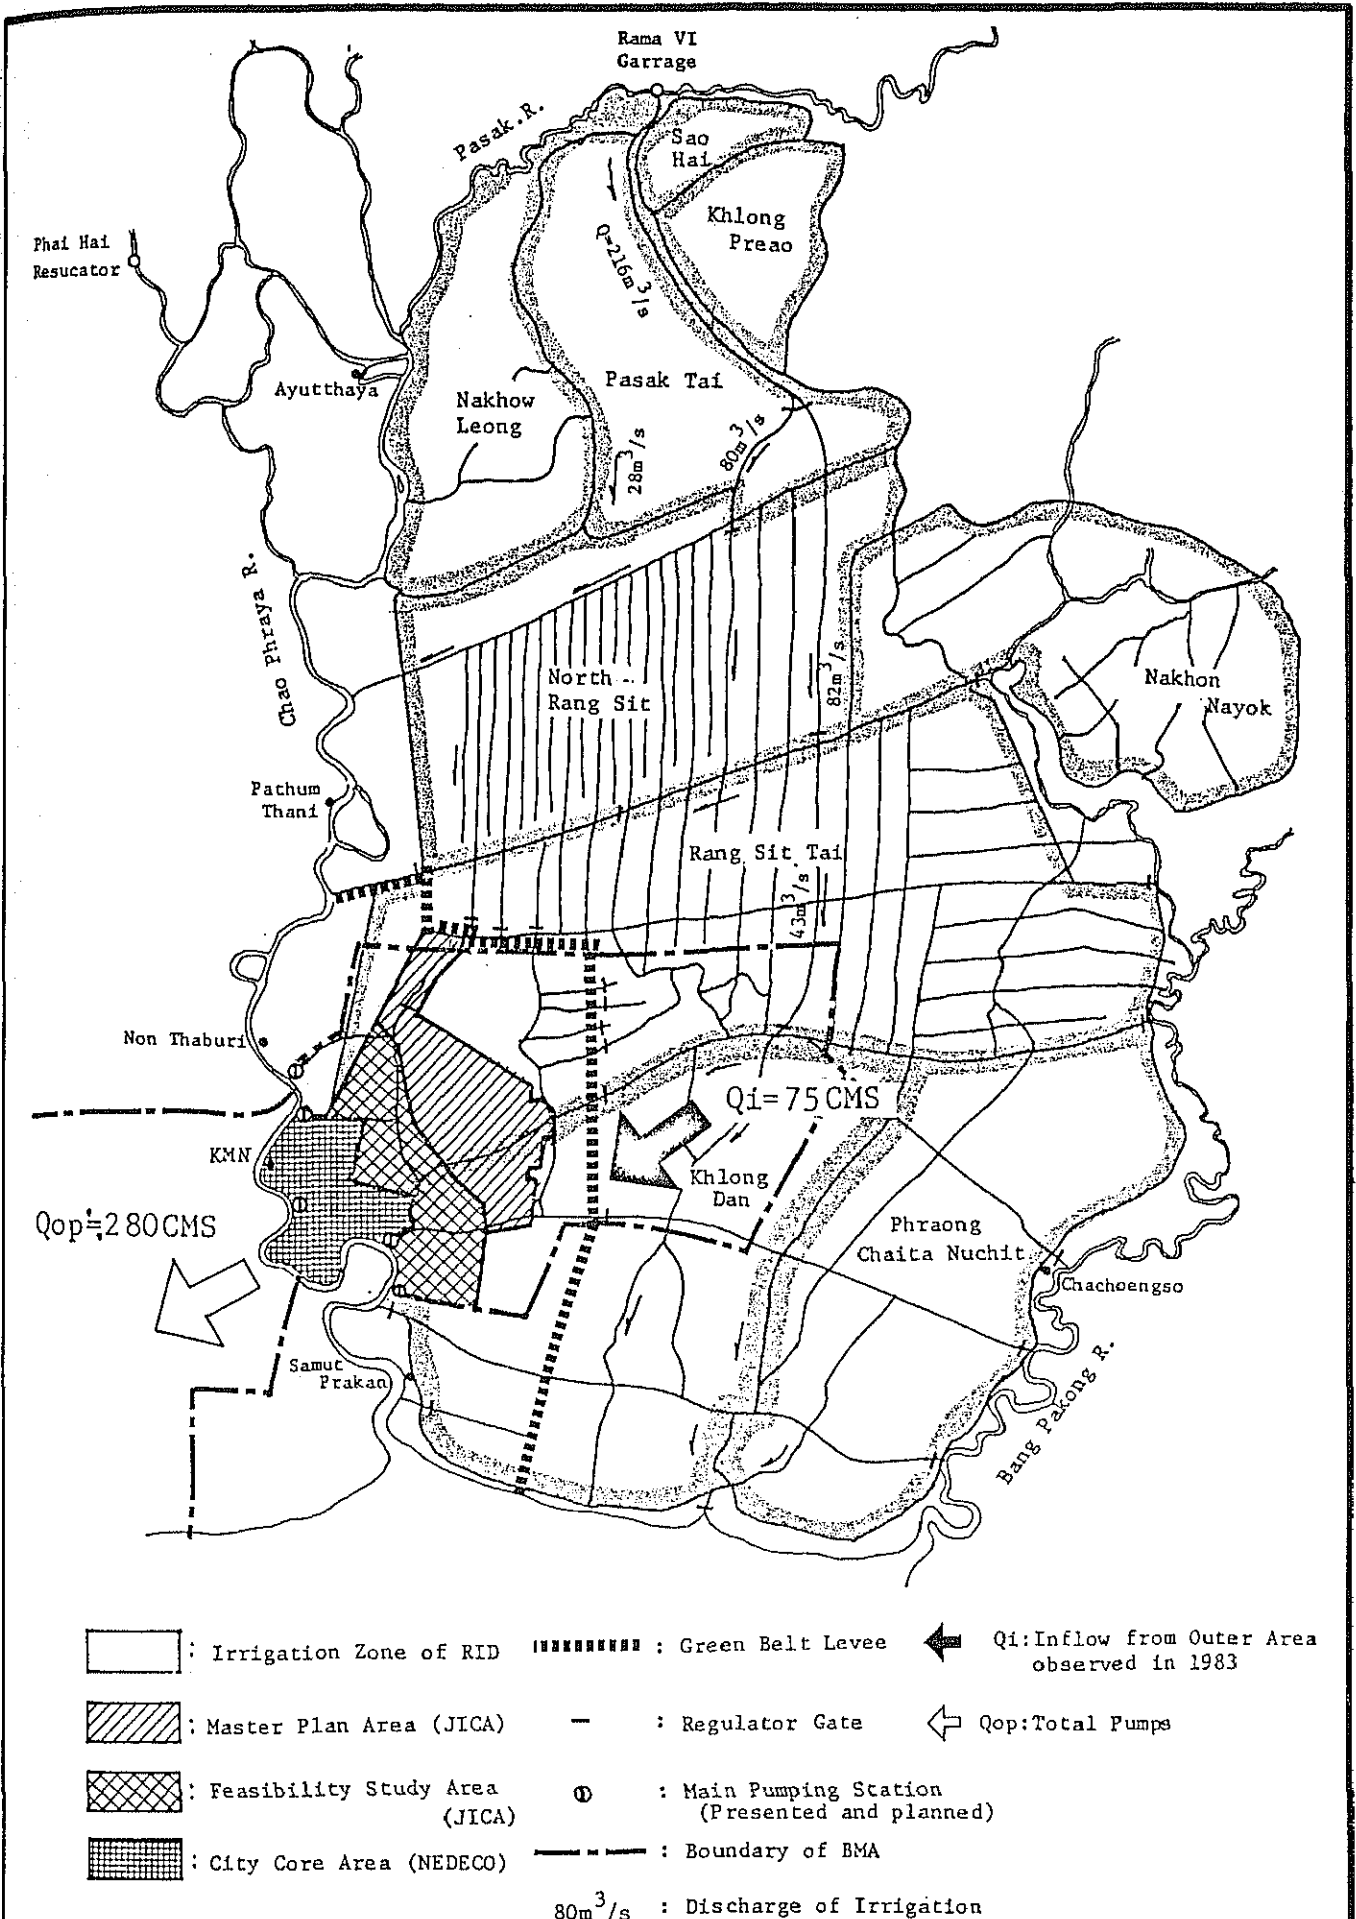 Rama VI
Garrage
Pasak.R.
Sao
Hai
Khlong
Preao
Phai Hai
Resucator
Q=216m³/s
Ayutthaya
Nakhow
Leong
Pasak Tai
28m³/s
80m³/s
Chao Phraya R.
North
Rang Sit
82m³/s
Nakhon
Nayok
Pathum
Thani
Rang Sit Tai
43m³/s
Non Thaburi
Qi=75CMS
KMN
Khlong
Dan
Qop≒280CMS
Phraong
Chaita Nuchit
Chachoengso
Samut
Prakan
Bang Pakong R.
: Irrigation Zone of RID
: Green Belt Levee
Qi:Inflow from Outer Area
observed in 1983
: Master Plan Area (JICA)
: Regulator Gate
Qop:Total Pumps
: Feasibility Study Area
(JICA)
: Main Pumping Station
(Presented and planned)
: City Core Area (NEDECO)
: Boundary of BMA
80m³/s : Discharge of Irrigation